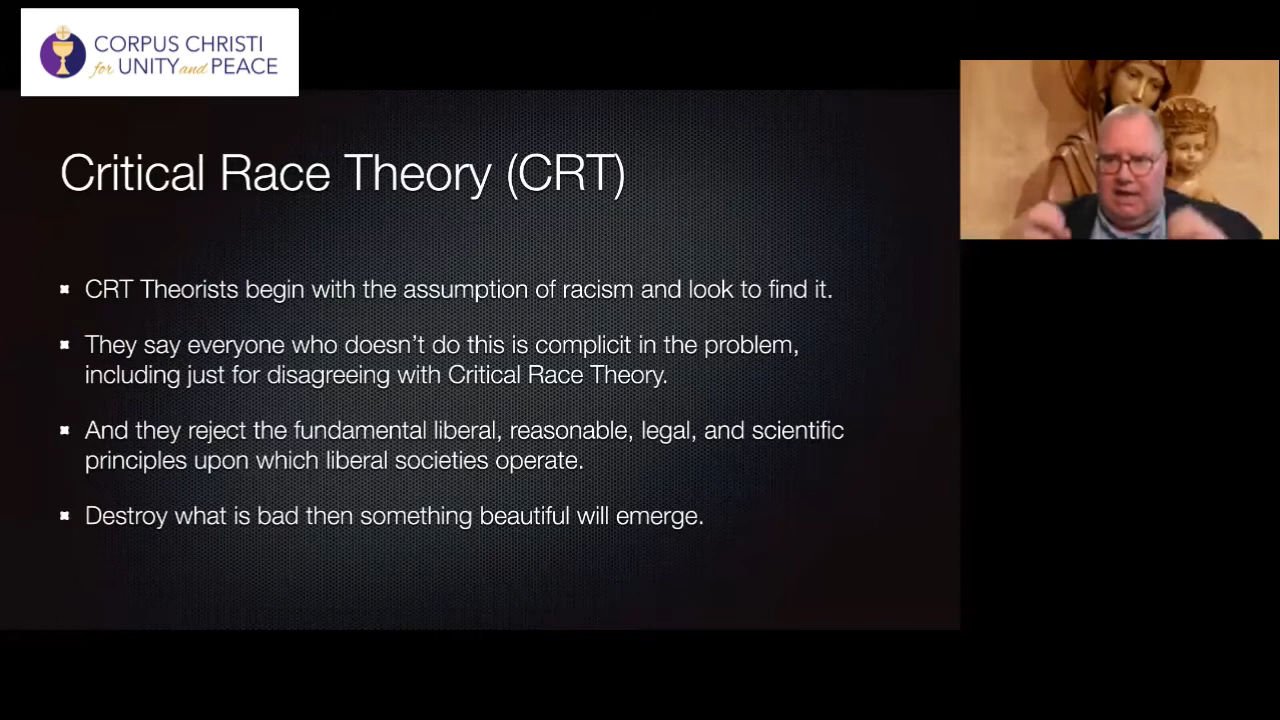 CORPUS CHRISTI
for UNITY and PEACE
Critical Race Theory (CRT)
CRT Theorists begin with the assumption of racism and look to find it.
They say everyone who doesn't do this is complicit in the problem,
including just for disagreeing with Critical Race Theory.
And they reject the fundamental liberal, reasonable, legal, and scientific
principles upon which liberal societies operate.
Destroy what is bad then something beautiful will emerge.